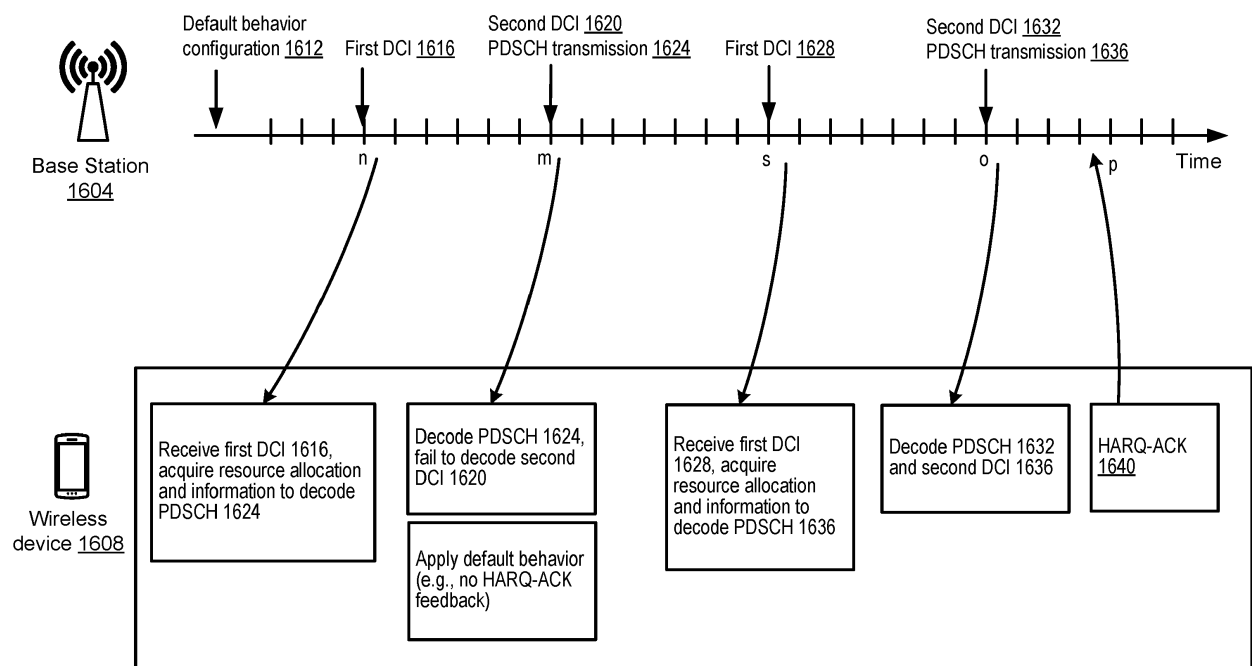 Default behavior
configuration 1612
First DCI 1616
Second DCI 1620
PDSCH transmission 1624
First DCI 1628
Second DCI 1632
PDSCH transmission 1636
Base Station
1604
n
m
s
o
p
Time
Wireless
device 1608
Receive first DCI 1616,
acquire resource allocation
and information to decode
PDSCH 1624
Decode PDSCH 1624,
fail to decode second
DCI 1620
Apply default behavior
(e.g., no HARQ-ACK
feedback)
Receive first DCI
1628, acquire
resource allocation
and information to
decode PDSCH 1636
Decode PDSCH 1632
and second DCI 1636
HARQ-ACK
1640